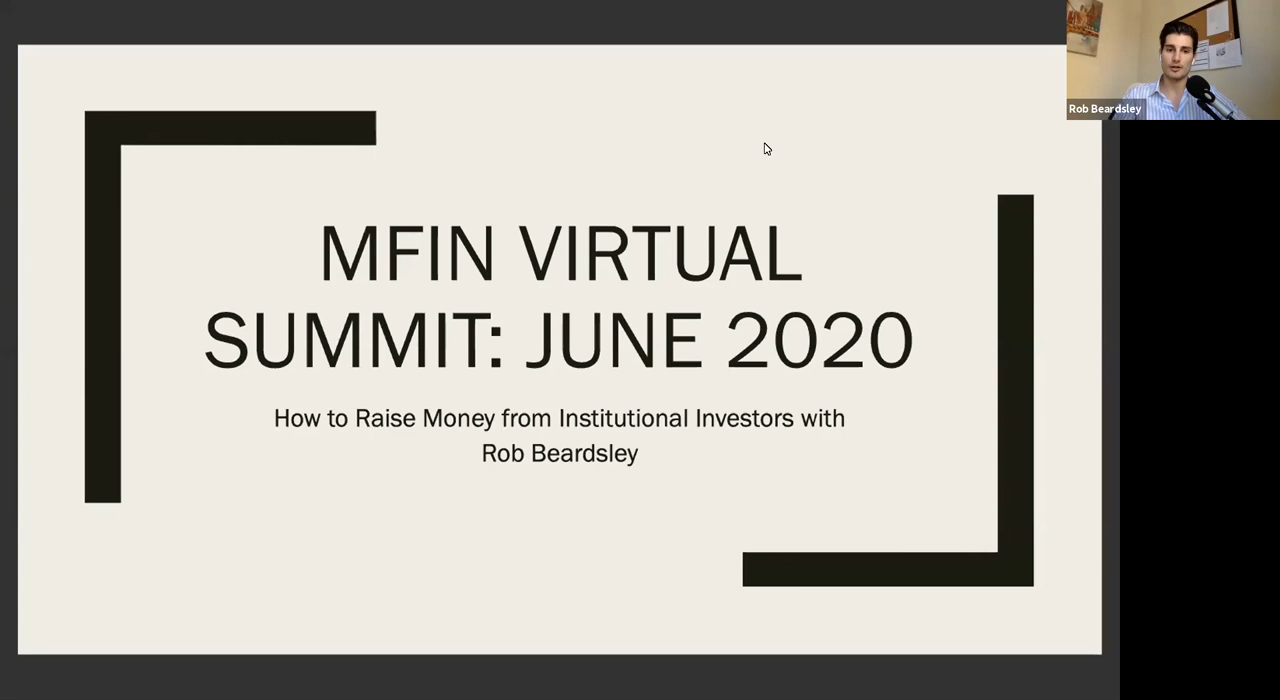 Rob Beardsley
MFIN VIRTUAL
SUMMIT: JUNE 2020
How to Raise Money from Institutional Investors with
Rob Beardsley